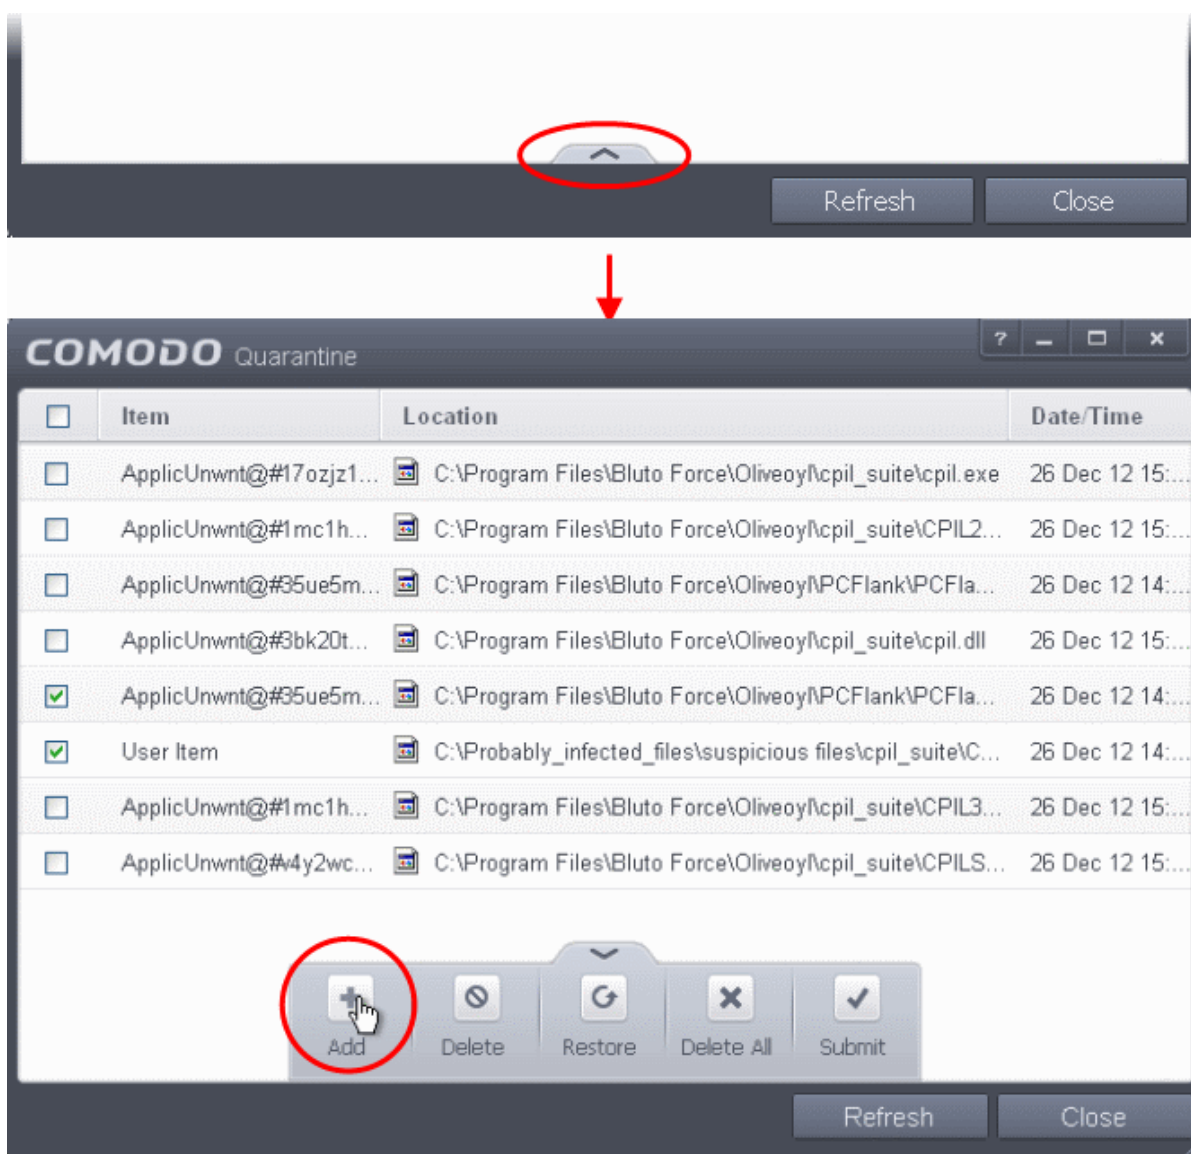 Refresh Close
COMODO Quarantine
?
Item Location Date/Time
ApplicUnwnt@#17ozjz1... C:\Program Files\Bluto Force\Oliveoyl\cpil_suite\cpil.exe 26 Dec 12 15:...
ApplicUnwnt@#1mc1h... C:\Program Files\Bluto Force\Oliveoyl\cpil_suite\CPIL2... 26 Dec 12 15:...
ApplicUnwnt@#35ue5m... C:\Program Files\Bluto Force\Oliveoyl\PCFlank\PCFla... 26 Dec 12 14:...
ApplicUnwnt@#3bk20t... C:\Program Files\Bluto Force\Oliveoyl\cpil_suite\cpil.dll 26 Dec 12 15:...
ApplicUnwnt@#35ue5m... C:\Program Files\Bluto Force\Oliveoyl\PCFlank\PCFla... 26 Dec 12 14:...
User Item C:\Probably_infected_files\suspicious files\cpil_suite\C... 26 Dec 12 14:...
ApplicUnwnt@#1mc1h... C:\Program Files\Bluto Force\Oliveoyl\cpil_suite\CPIL3... 26 Dec 12 15:...
ApplicUnwnt@#v4y2wc... C:\Program Files\Bluto Force\Oliveoyl\cpil_suite\CPILS... 26 Dec 12 15:...
Add Delete Restore Delete All Submit
Refresh Close